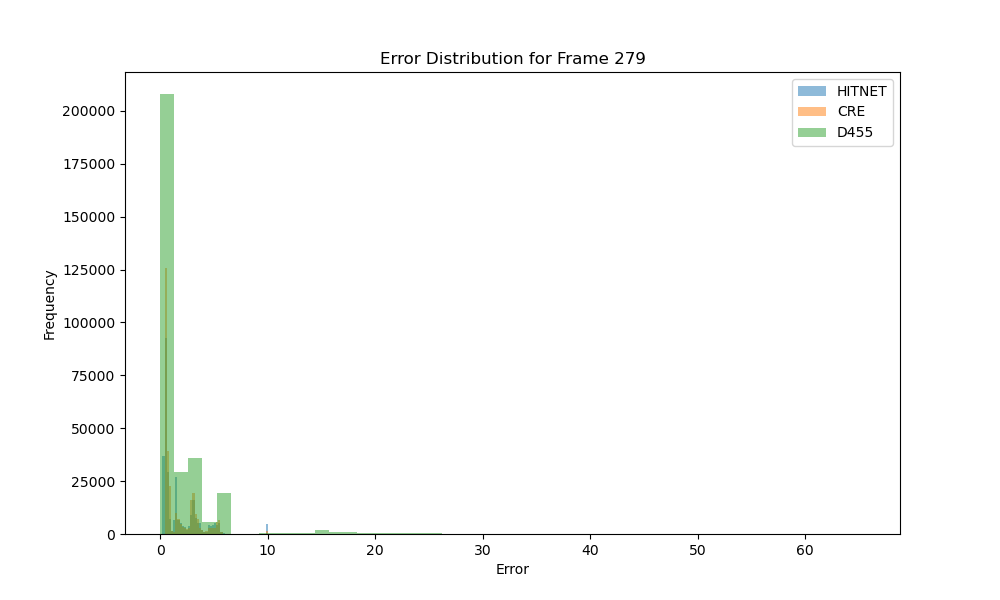 Error Distribution for Frame 279
HITNET
CRE
D455
200000
175000
150000
125000
100000
75000
50000
25000
0
Frequency
0 10 20 30 40 50 60
Error